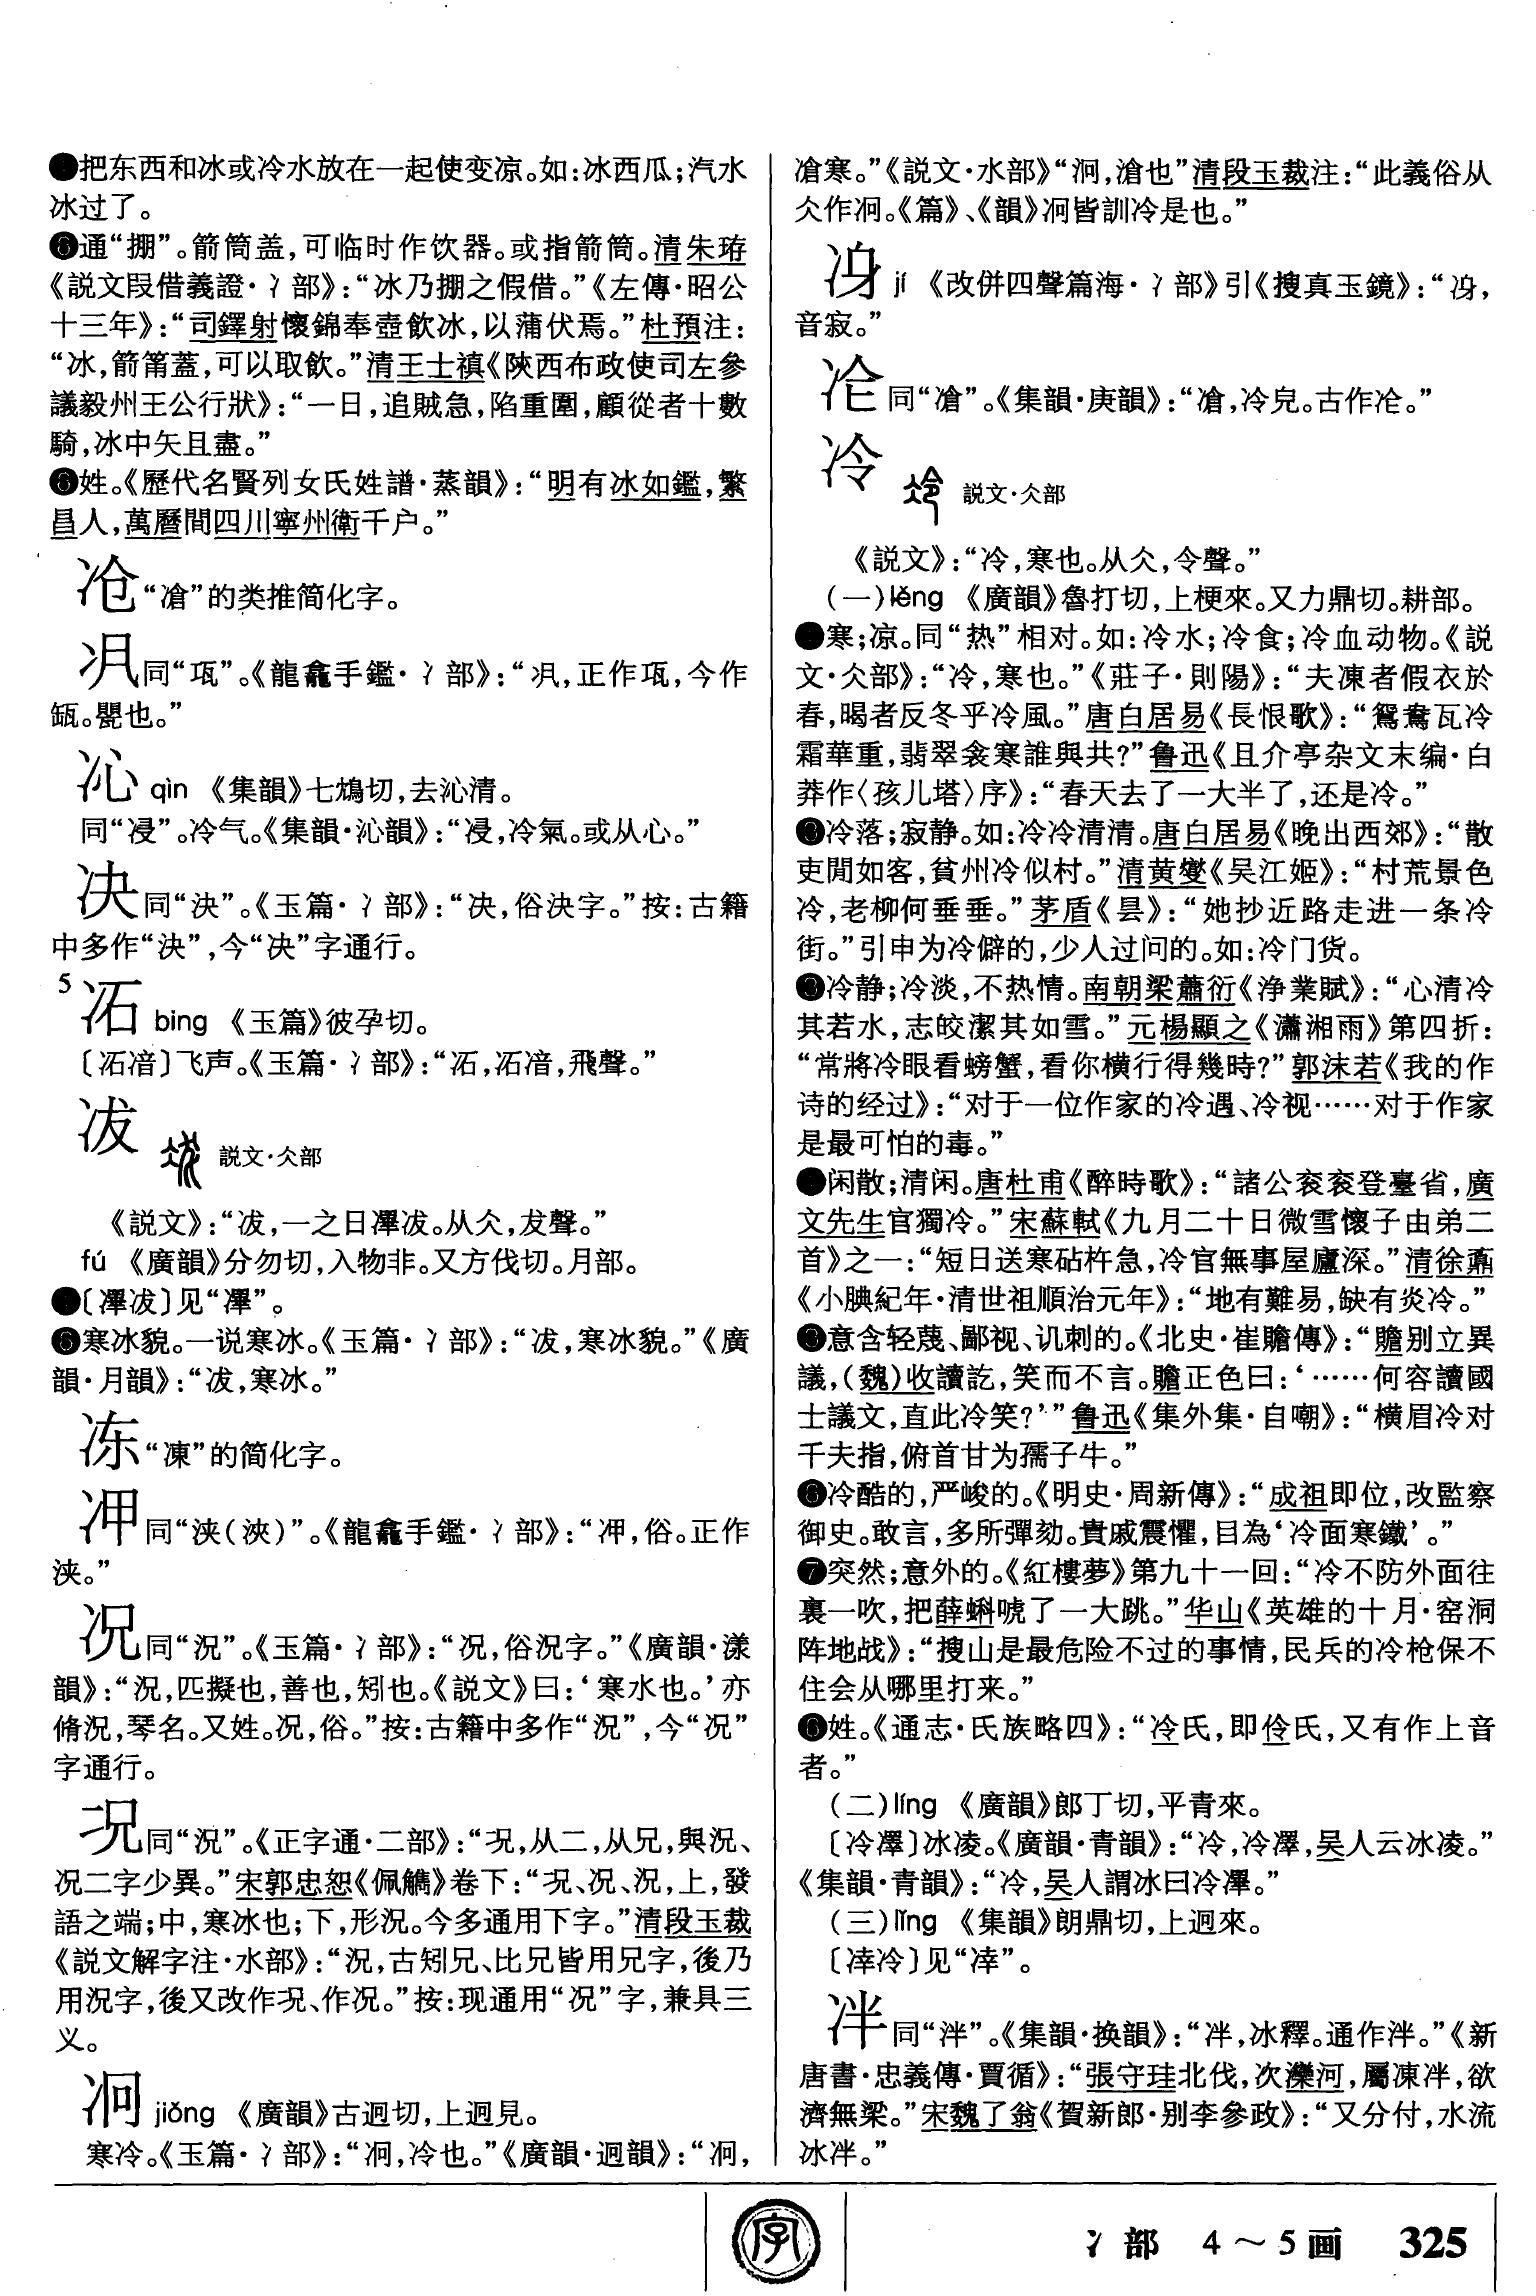 把东西和冰或冷水放在一起使变凉。如：冰西瓜；汽水
冰过了。
通“掤”。箭筒盖，可临时作饮器。或指箭筒。清朱珔
《説文叚借義證·冫部》：“冰乃掤之假借。”《左傳·昭公
十三年》：“司鐸射懷錦奉壺飲冰，以蒲伏焉。”杜預注：
“冰，箭筩蓋，可以取飲。”清王士禛《陝西布政使司左參
議毅州王公行狀》：“一日，追賊急，陷重圍，顧從者十數
騎，冰中矢且盡。”
❻姓。《歷代名賢列女氏姓譜·蒸韻》：“明有冰如鑑，繁
昌人，萬曆間四川寧州衛千户。”
“凔”的类推简化字。
同“瓨”。《龍龕手鑑·冫部》：“，正作瓨，今作
缻。甖也。”
qìn 《集韻》七鴆切，去沁清。
同“浸”。冷气。《集韻·沁韻》：“，冷氣。或从心。”
决同“決”。《玉篇·冫部》：“决，俗決字。”按：古籍
中多作“決”，今“决”字通行。
5
bing 《玉篇》彼孕切。
飞声。《玉篇·冫部》：“，飛聲。”
冹 説文·仌部
《説文》：“冹，一之日滭冹。从仌，犮聲。”
fú 《廣韻》分勿切，入物非。又方伐切。月部。
〔滭冹〕见“滭”。
寒冰貌。一说寒冰。《玉篇·冫部》：“冹，寒冰貌。”《廣
韻·月韻》：“冹，寒冰。”
冻“凍”的简化字。
同“浃（浹）”。《龍龕手鑑·冫部》：“，俗。正作
浃。”
况同“況”。《玉篇·冫部》：“况，俗況字。”《廣韻·漾
韻》：“況，匹擬也，善也，矧也。《説文》曰：‘寒水也。’亦
脩況，琴名。又姓。况，俗。”按：古籍中多作“況”，今“况”
字通行。
同“況”。《正字通·二部》：“，从二，从兄，與況、
况二字少異。”宋郭忠恕《佩觿》卷下：“、况、況，上，發
語之端；中，寒冰也；下，形況。今多通用下字。”清段玉裁
《説文解字注·水部》：“況，古矧兄、比兄皆用兄字，後乃
用況字，後又改作、作况。”按：现通用“况”字，兼具三
义。
泂 jiǒng 《廣韻》古迥切，上迥見。
寒冷。《玉篇·冫部》：“冋，冷也。”《廣韻·迥韻》：“冋，
凔寒。”《説文·水部》“泂，滄也”清段玉裁注：“此義俗从
仌作。《篇》、《韻》皆訓冷是也。”
jí 《改併四聲篇海·冫部》引《搜真玉鏡》：“，
音寂。”
同“凔”。《集韻·庚韻》：“凔，冷皃。古作。”
冷 説文·仌部
《説文》：“冷，寒也。从仌，令聲。”
（一）lěng 《廣韻》魯打切，上梗來。又力鼎切。耕部。
寒；凉。同“热”相对。如：冷水；冷食；冷血动物。《説
文·仌部》：“冷，寒也。”《莊子·則陽》：“夫凍者假衣於
春，暍者反冬乎冷風。”唐白居易《長恨歌》：“鴛鴦瓦冷
霜華重，翡翠衾寒誰與共？”鲁迅《且介亭杂文末编·白
莽作〈孩儿塔〉序》：“春天去了一大半了，还是冷。”
冷落；寂静。如：冷冷清清。唐白居易《晚出西郊》：“散
吏閒如客，貧州冷似村。”清黄燮《吴江姬》：“村荒景色
冷，老柳何垂垂。”茅盾《昙》：“她抄近路走进一条冷
街。”引申为冷僻的，少人过问的。如：冷门货。
冷静；冷淡，不热情。南朝梁蕭衍《浄業賦》：“心清冷
其若水，志皎潔其如雪。”元楊顯之《瀟湘雨》第四折：
“常將冷眼看螃蟹，看你横行得幾時？”郭沫若《我的作
诗的经过》：“对于一位作家的冷遇、冷视……对于作家
是最可怕的毒。”
闲散；清闲。唐杜甫《醉時歌》：“諸公衮衮登臺省，廣
文先生官獨冷。”宋蘇軾《九月二十日微雪懷子由弟二
首》之一：“短日送寒砧杵急，冷官無事屋廬深。”清徐鼒
《小腆紀年·清世祖順治元年》：“地有難易，缺有炎冷。”
意含轻蔑、鄙视、讥刺的。《北史·崔贍傳》：“贍别立異
議，（魏）收讀訖，笑而不言。贍正色曰：‘……何容讀國
士議文，直此冷笑？’”鲁迅《集外集·自嘲》：“横眉冷对
千夫指，俯首甘为孺子牛。”
❻冷酷的，严峻的。《明史·周新傳》：“成祖即位，改監察
御史。敢言，多所彈劾。貴戚震懼，目為‘冷面寒鐵’。”
❼突然；意外的。《紅樓夢》第九十一回：“冷不防外面往
裏一吹，把薛蝌唬了一大跳。”华山《英雄的十月·窑洞
阵地战》：“搜山是最危险不过的事情，民兵的冷枪保不
住会从哪里打来。”
姓。《通志·氏族略四》：“冷氏，即伶氏，又有作上音
者。”
（二）líng 《廣韻》郎丁切，平青來。
〔冷澤〕冰凌。《廣韻·青韻》：“冷，冷澤，吴人云冰凌。”
《集韻·青韻》：“冷，吴人謂冰曰冷澤。”
（三）lǐng 《集韻》朗鼎切，上迥來。
〔涬冷〕见“涬”。
冸同“泮”。《集韻·换韻》：“冸，冰釋。通作泮。”《新
唐書·忠義傳·賈循》：“張守珪北伐，次灤河，屬凍冸，欲
濟無梁。”宋魏了翁《賀新郎·别李參政》：“又分付，水流
冰冸。”
字
冫部 4～5画 325